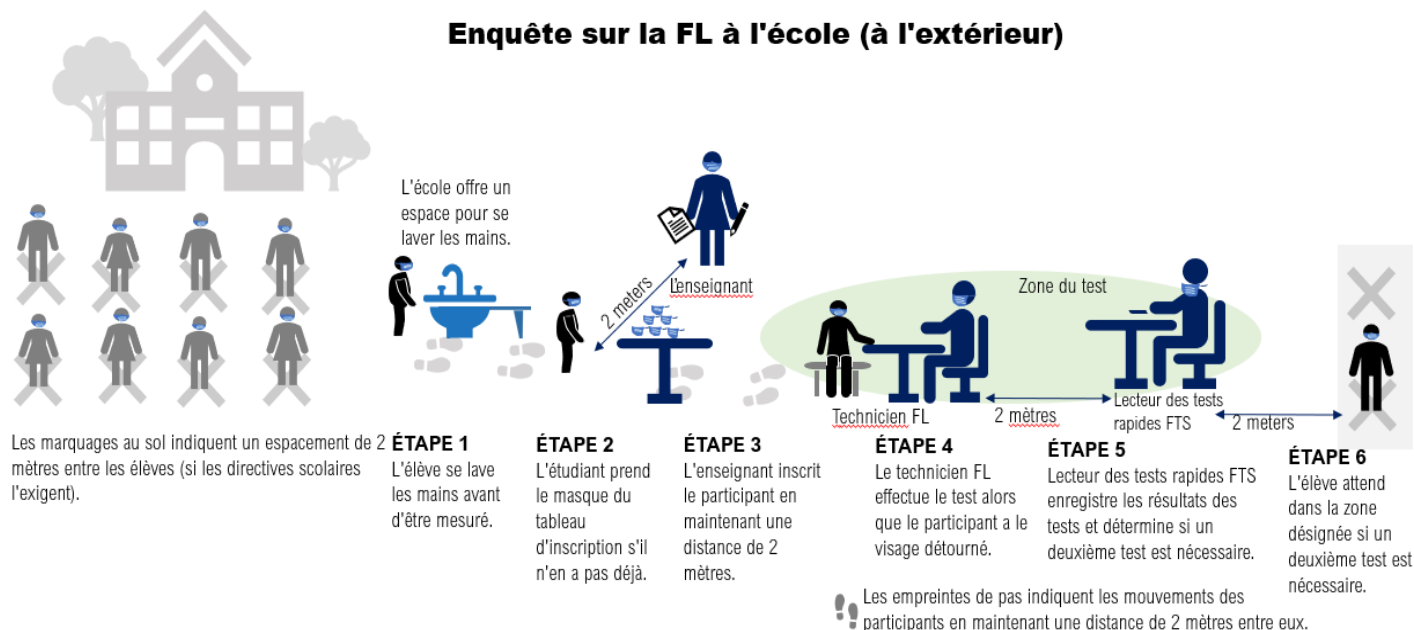 Enquête sur la FL à l'école (à l'extérieur)
L'école offre un
espace pour se
laver les mains.
2 meters
L'enseignant
Zone du test
Technicien FL
2 mètres
Lecteur des tests
rapides FTS
2 meters
Les marquages au sol indiquent un espacement de 2
mètres entre les élèves (si les directives scolaires
l'exigent).
ÉTAPE 1
L'élève se lave
les mains avant
d'être mesuré.
ÉTAPE 2
L'étudiant prend
le masque du
tableau
d'inscription s'il
n'en a pas déjà.
ÉTAPE 3
L'enseignant inscrit
le participant en
maintenant une
distance de 2
mètres.
ÉTAPE 4
Le technicien FL
effectue le test alors
que le participant a le
visage détourné.
ÉTAPE 5
Lecteur des tests rapides FTS
enregistre les résultats des
tests et détermine si un
deuxième test est nécessaire.
ÉTAPE 6
L'élève attend
dans la zone
désignée si un
deuxième test est
nécessaire.
Les empreintes de pas indiquent les mouvements des
participants en maintenant une distance de 2 mètres entre eux.